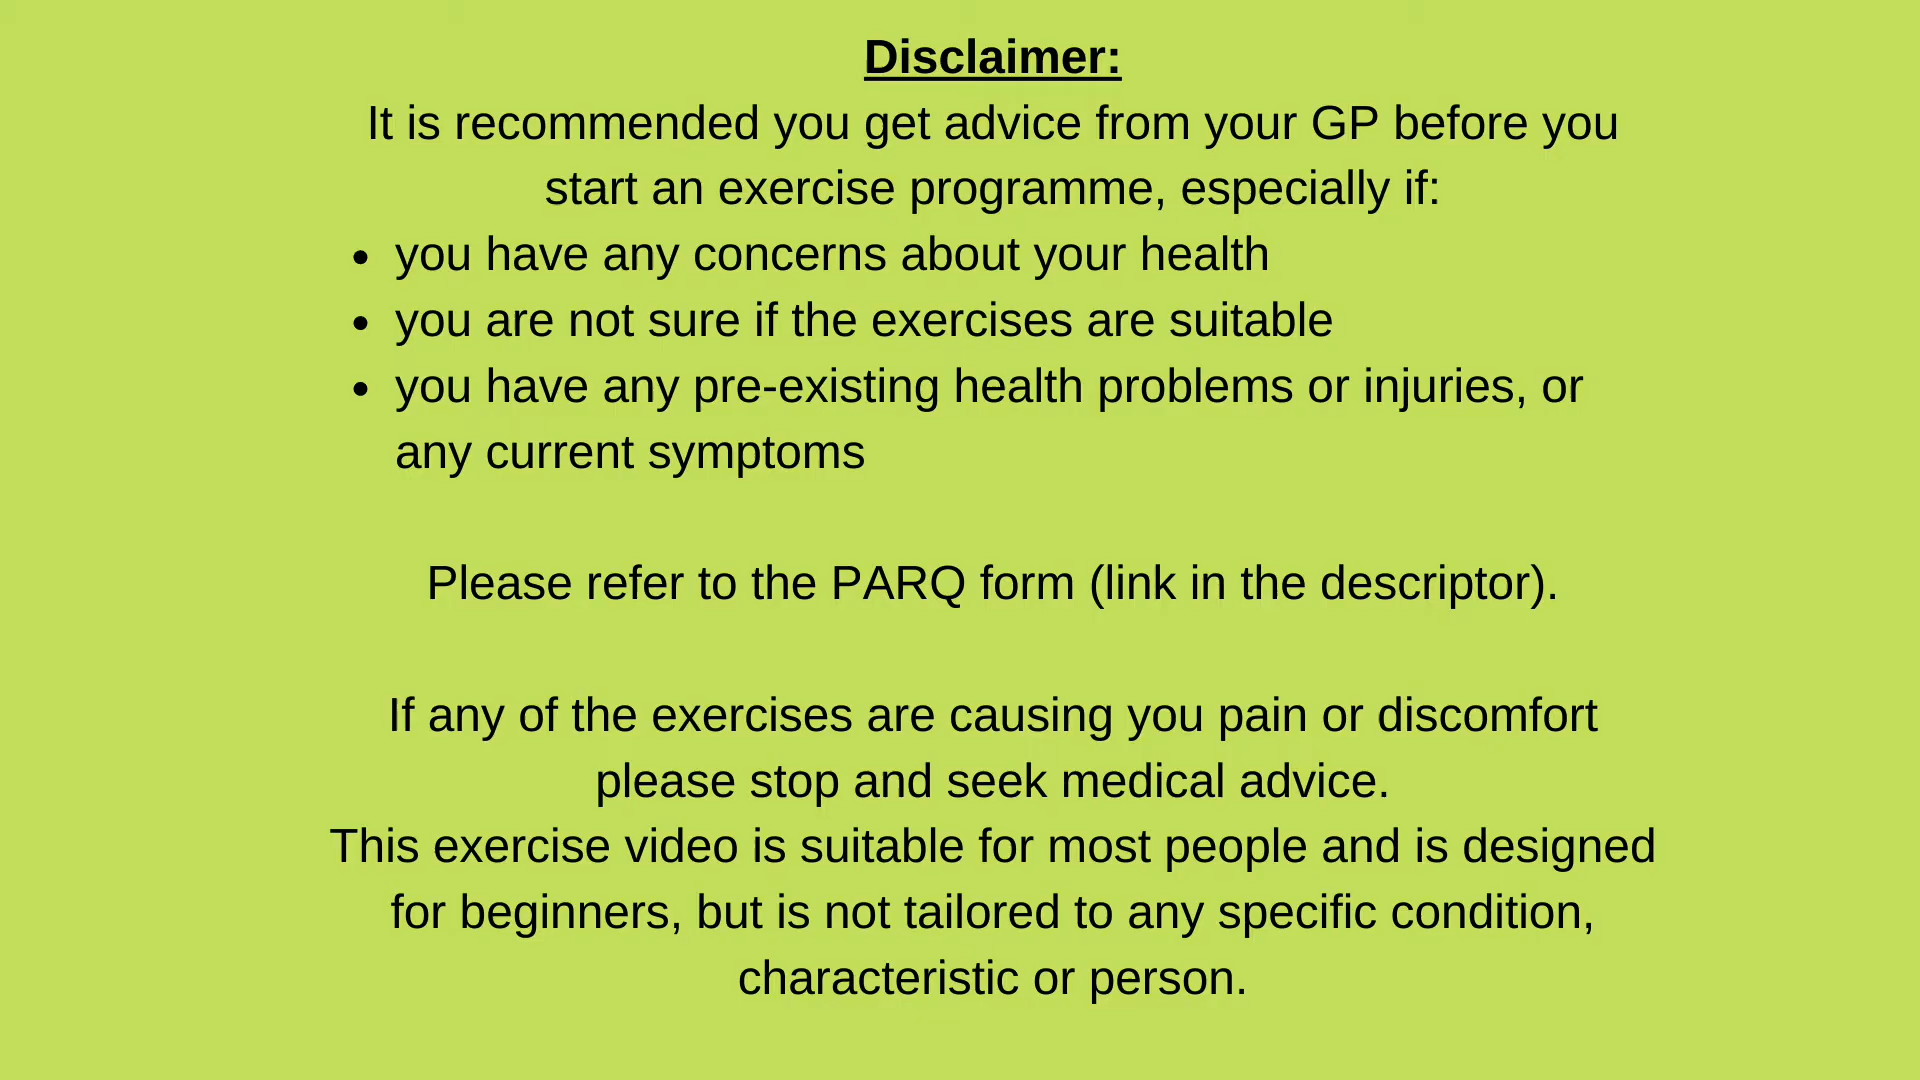 Disclaimer:
It is recommended you get advice from your GP before you
start an exercise programme, especially if:
• you have any concerns about your health
• you are not sure if the exercises are suitable
• you have any pre-existing health problems or injuries, or
any current symptoms
Please refer to the PARQ form (link in the descriptor).
If any of the exercises are causing you pain or discomfort
please stop and seek medical advice.
This exercise video is suitable for most people and is designed
for beginners, but is not tailored to any specific condition,
characteristic or person.